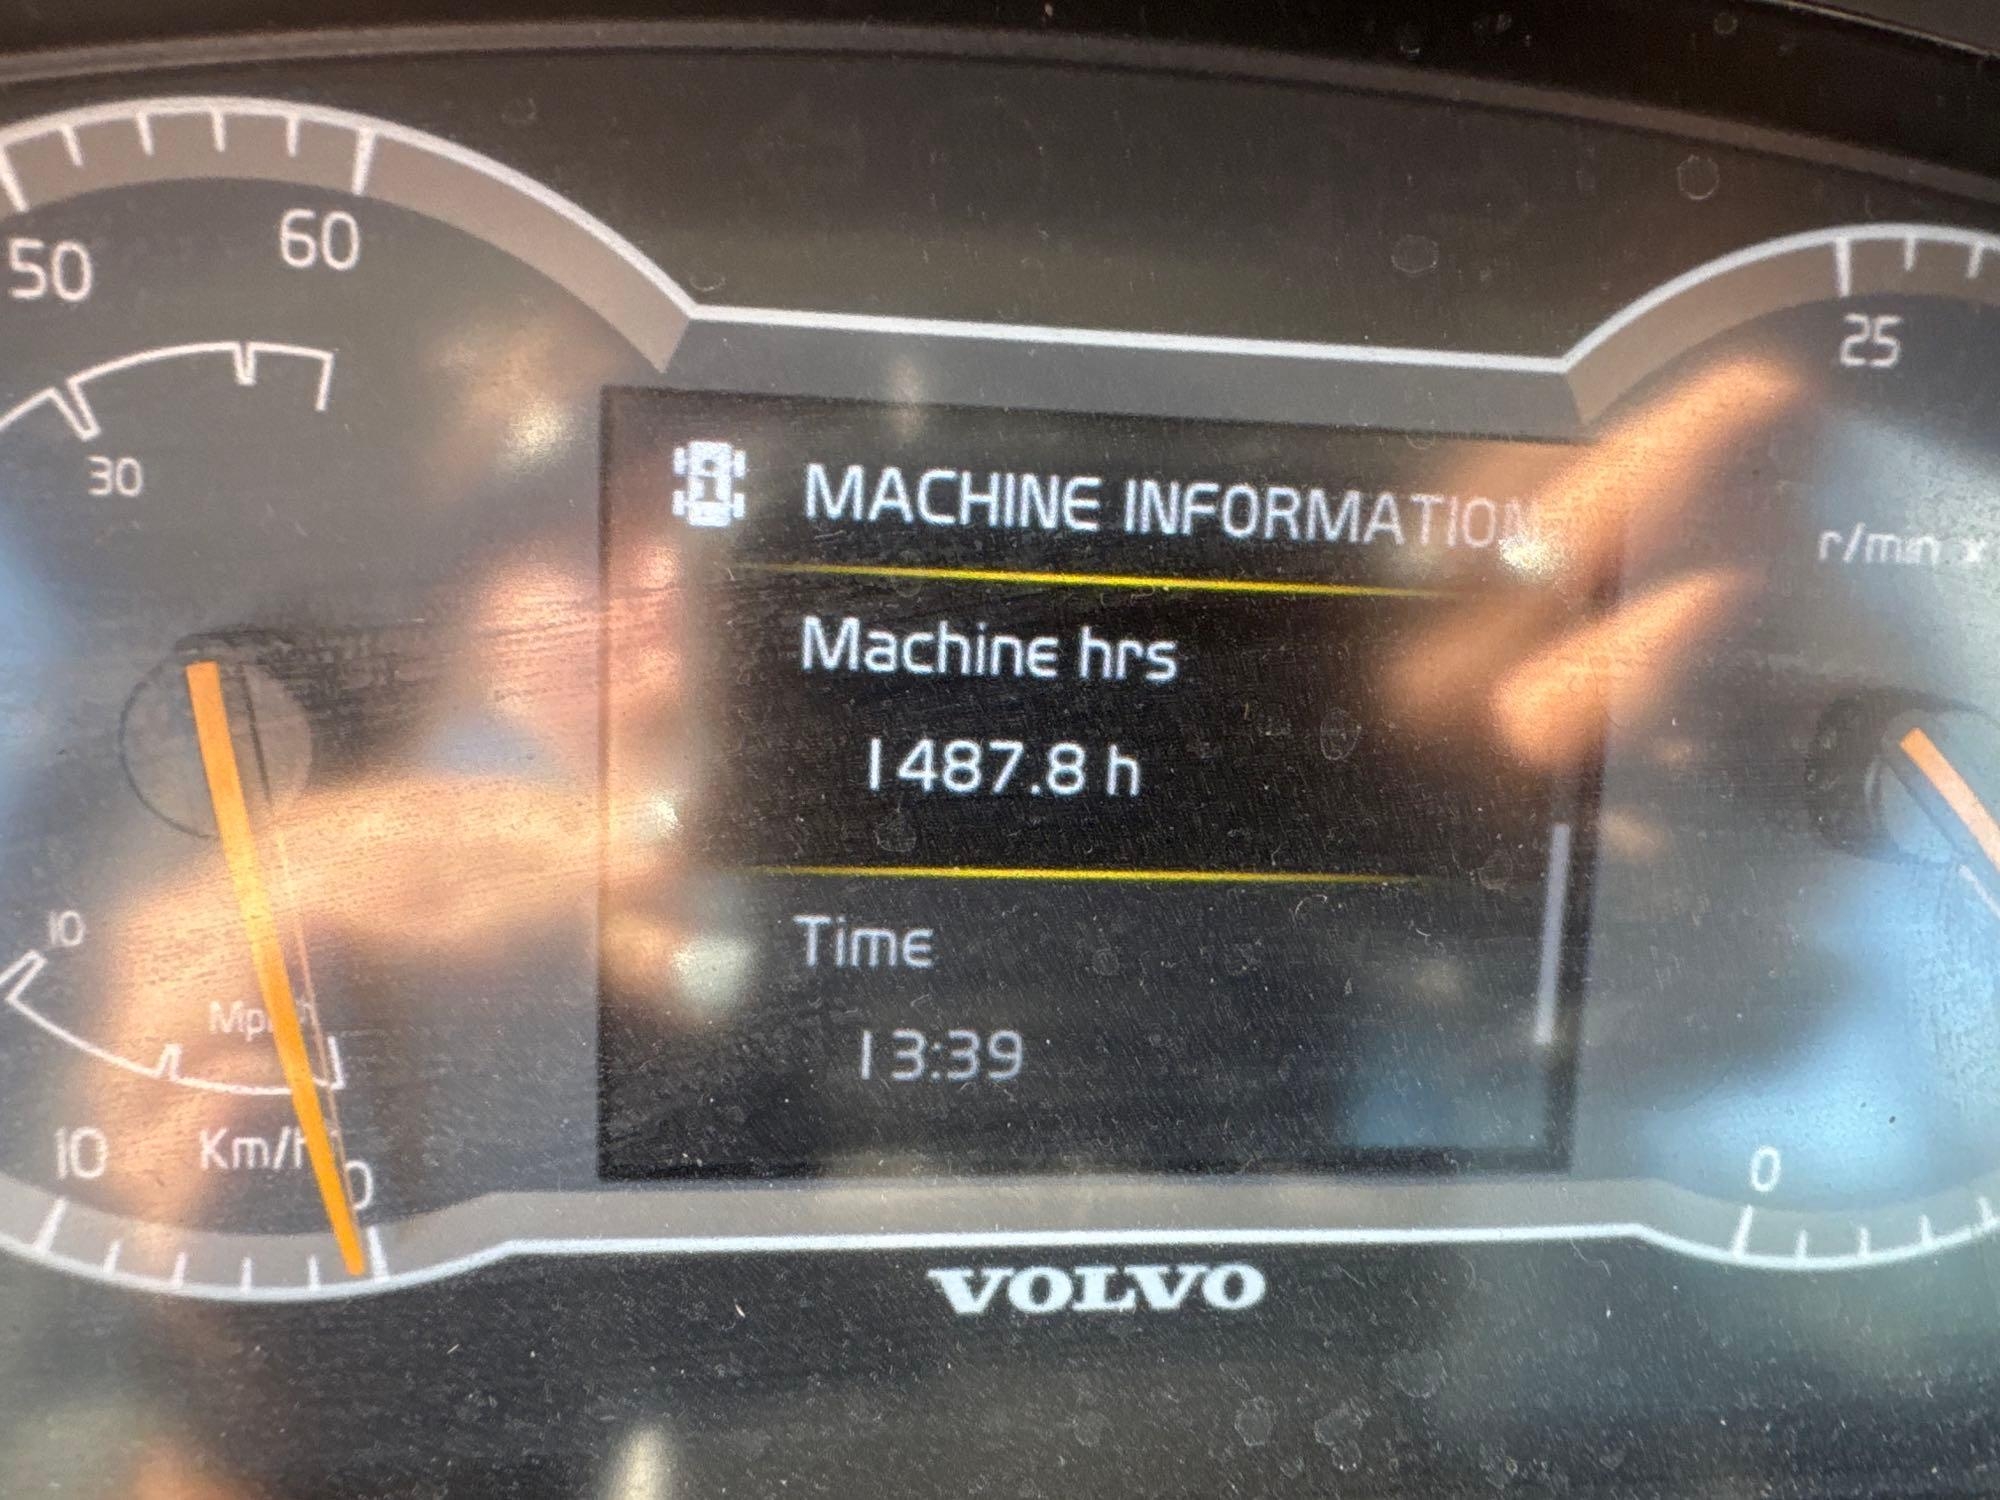 50
60
30
25
MACHINE INFORMATION
r/min x
Machine hrs
1487.8 h
Time
13:39
10
10
Km/h
0
0
VOLVO